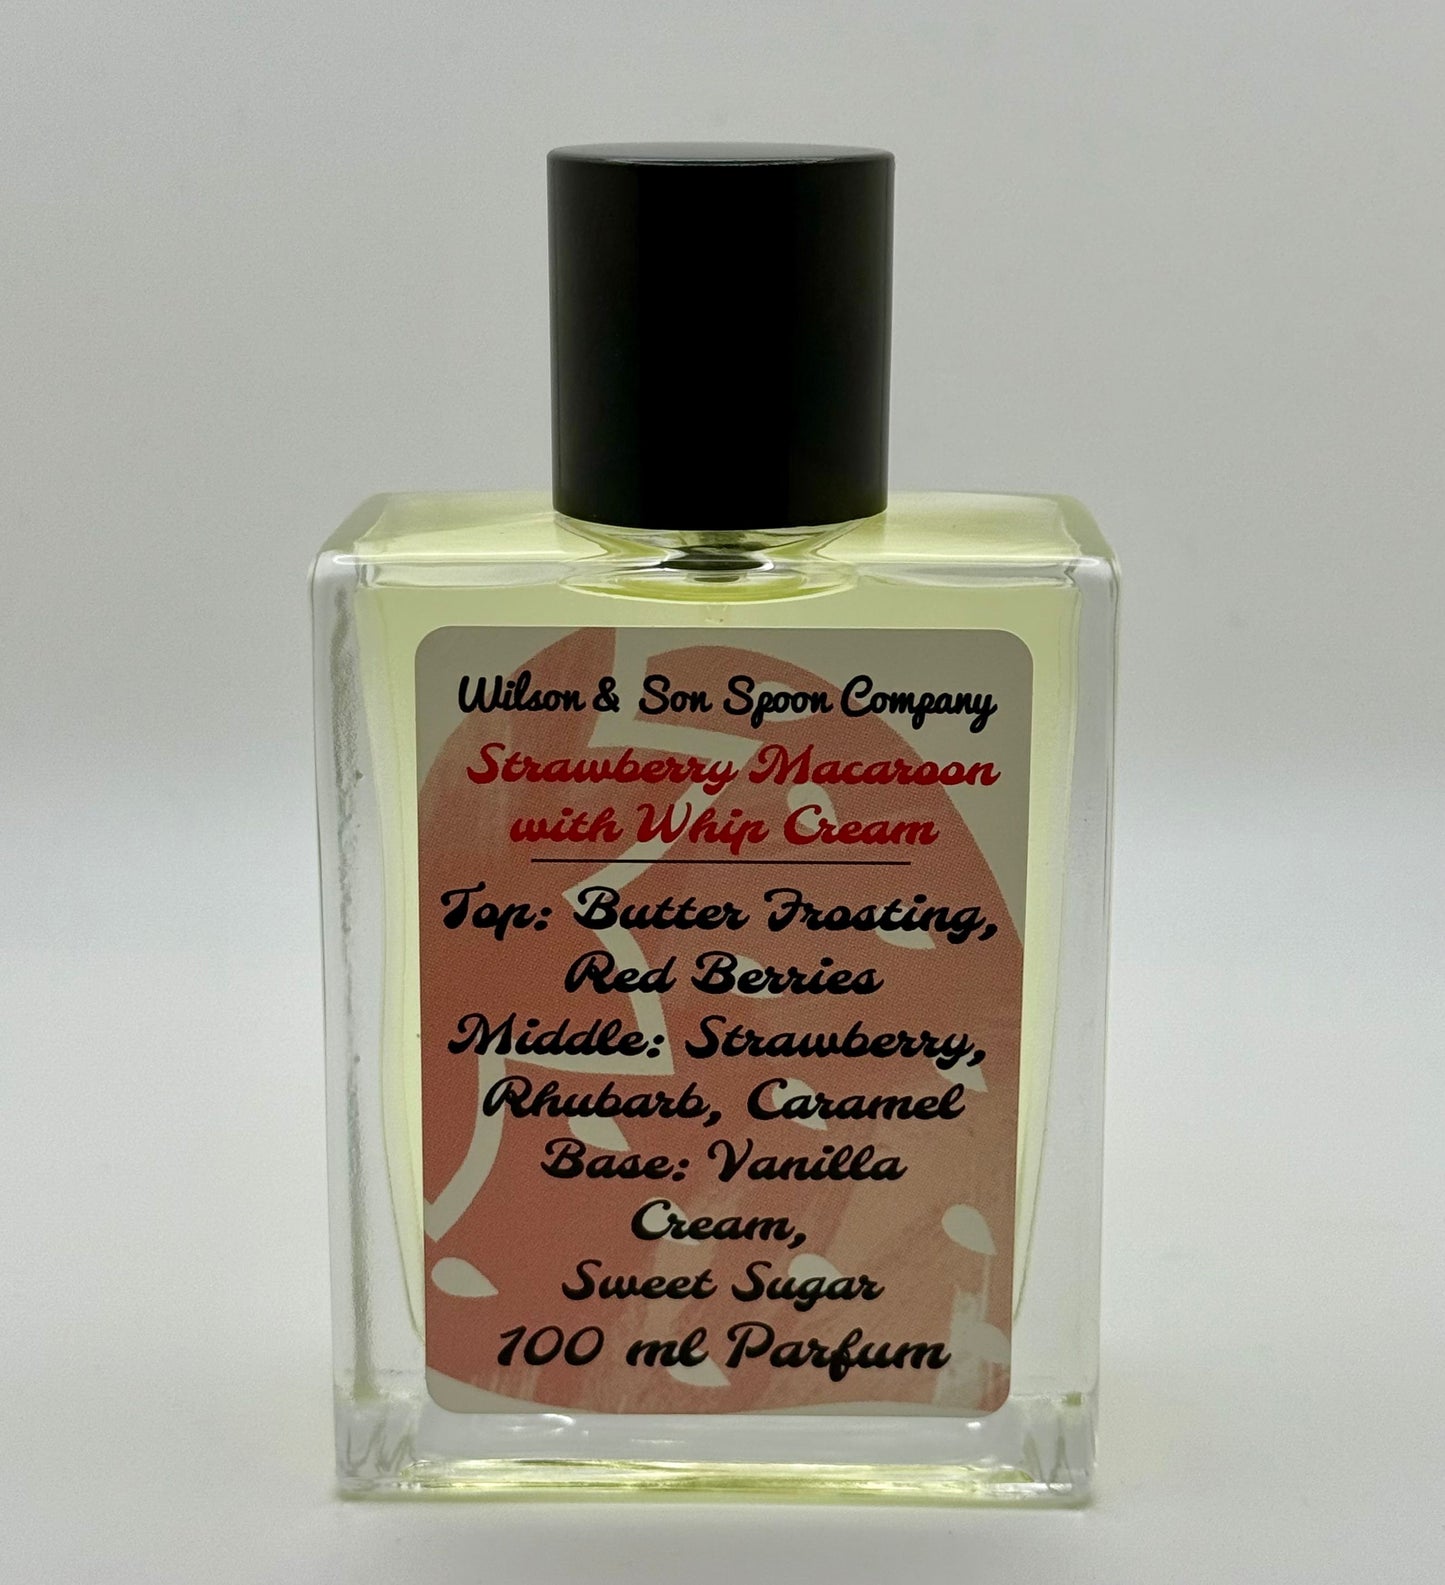 Wilson & Son Spoon Company
Strawberry Macaroon
with Whip Cream
Top: Butter Frosting,
Red Berries
Middle: Strawberry,
Rhubarb, Caramel
Base: Vanilla
Cream,
Sweet Sugar
100 ml Parfum